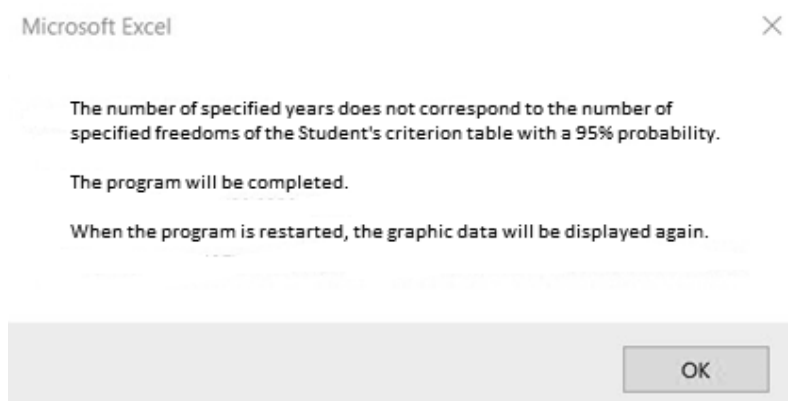 Microsoft Excel
The number of specified years does not correspond to the number of
specified freedoms of the Student's criterion table with a 95% probability.
The program will be completed.
When the program is restarted, the graphic data will be displayed again.
OK